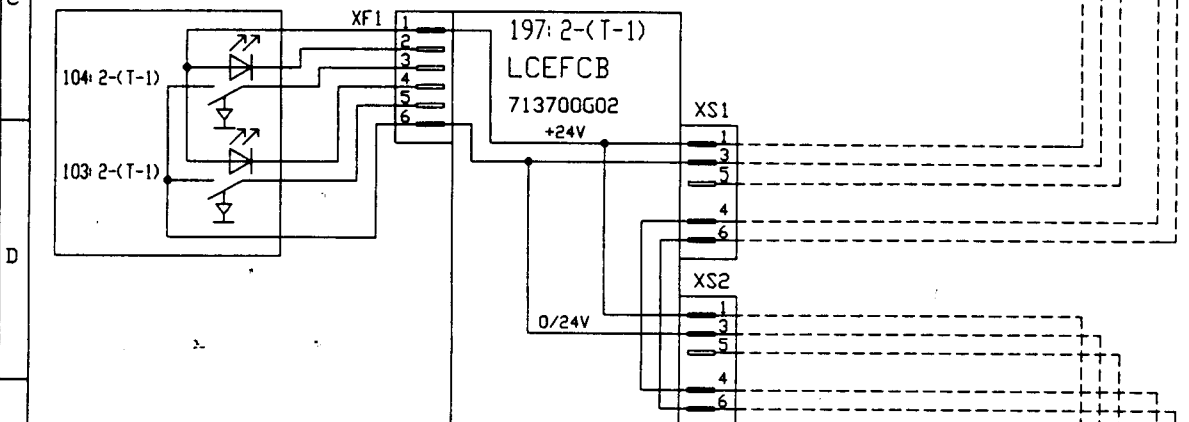 C
D
104: 2-(T-1)
103: 2-(T-1)
XF1
1
2
3
4
5
6
197: 2-(T-1)
LCEFCB
713700G02
+24V
0/24V
XS1
1
3
5
4
6
XS2
1
3
5
4
6